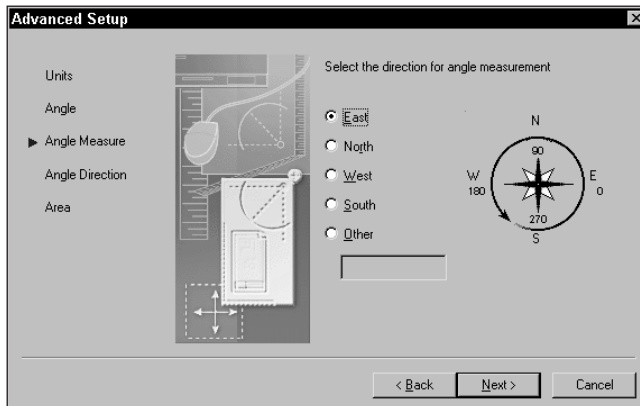 Advanced Setup
Units
Angle
Angle Measure
Angle Direction
Area
Select the direction for angle measurement
East
North
West
South
Other
N
90
W
180
E
0
270
S
< Back
Next >
Cancel